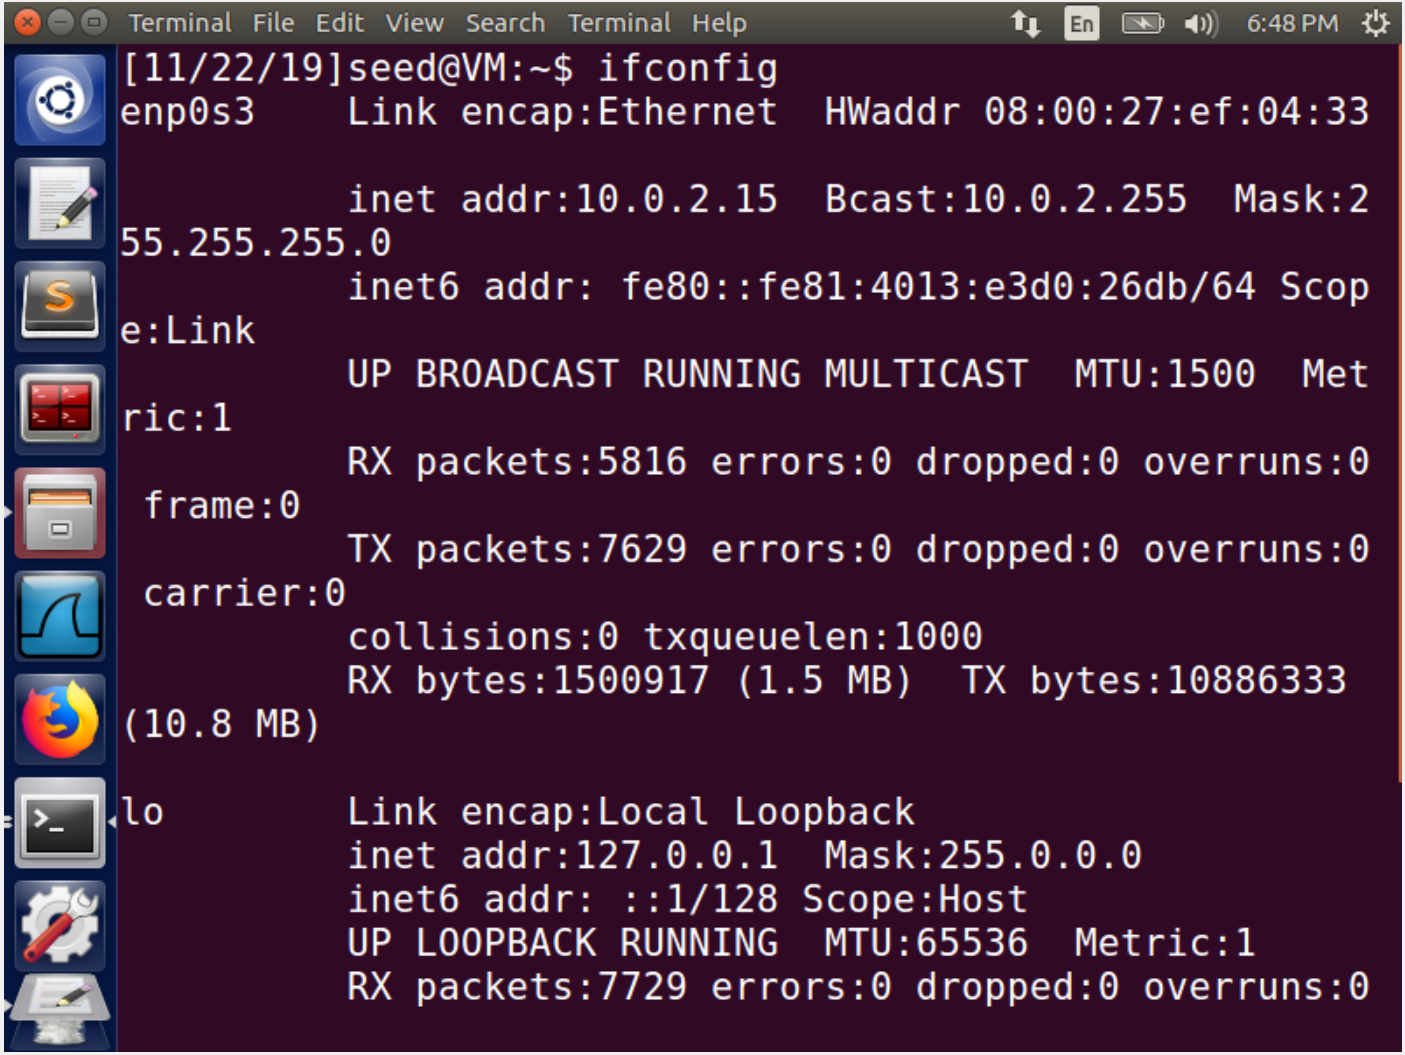 Terminal File Edit View Search Terminal Help En 6:48 PM
[11/22/19]seed@VM:~$ ifconfig
enp0s3 Link encap:Ethernet HWaddr 08:00:27:ef:04:33
inet addr:10.0.2.15 Bcast:10.0.2.255 Mask:2
55.255.255.0
inet6 addr: fe80::fe81:4013:e3d0:26db/64 Scop
e:Link
UP BROADCAST RUNNING MULTICAST MTU:1500 Met
ric:1
RX packets:5816 errors:0 dropped:0 overruns:0
frame:0
TX packets:7629 errors:0 dropped:0 overruns:0
carrier:0
collisions:0 txqueuelen:1000
RX bytes:1500917 (1.5 MB) TX bytes:10886333
(10.8 MB)
lo Link encap:Local Loopback
inet addr:127.0.0.1 Mask:255.0.0.0
inet6 addr: ::1/128 Scope:Host
UP LOOPBACK RUNNING MTU:65536 Metric:1
RX packets:7729 errors:0 dropped:0 overruns:0